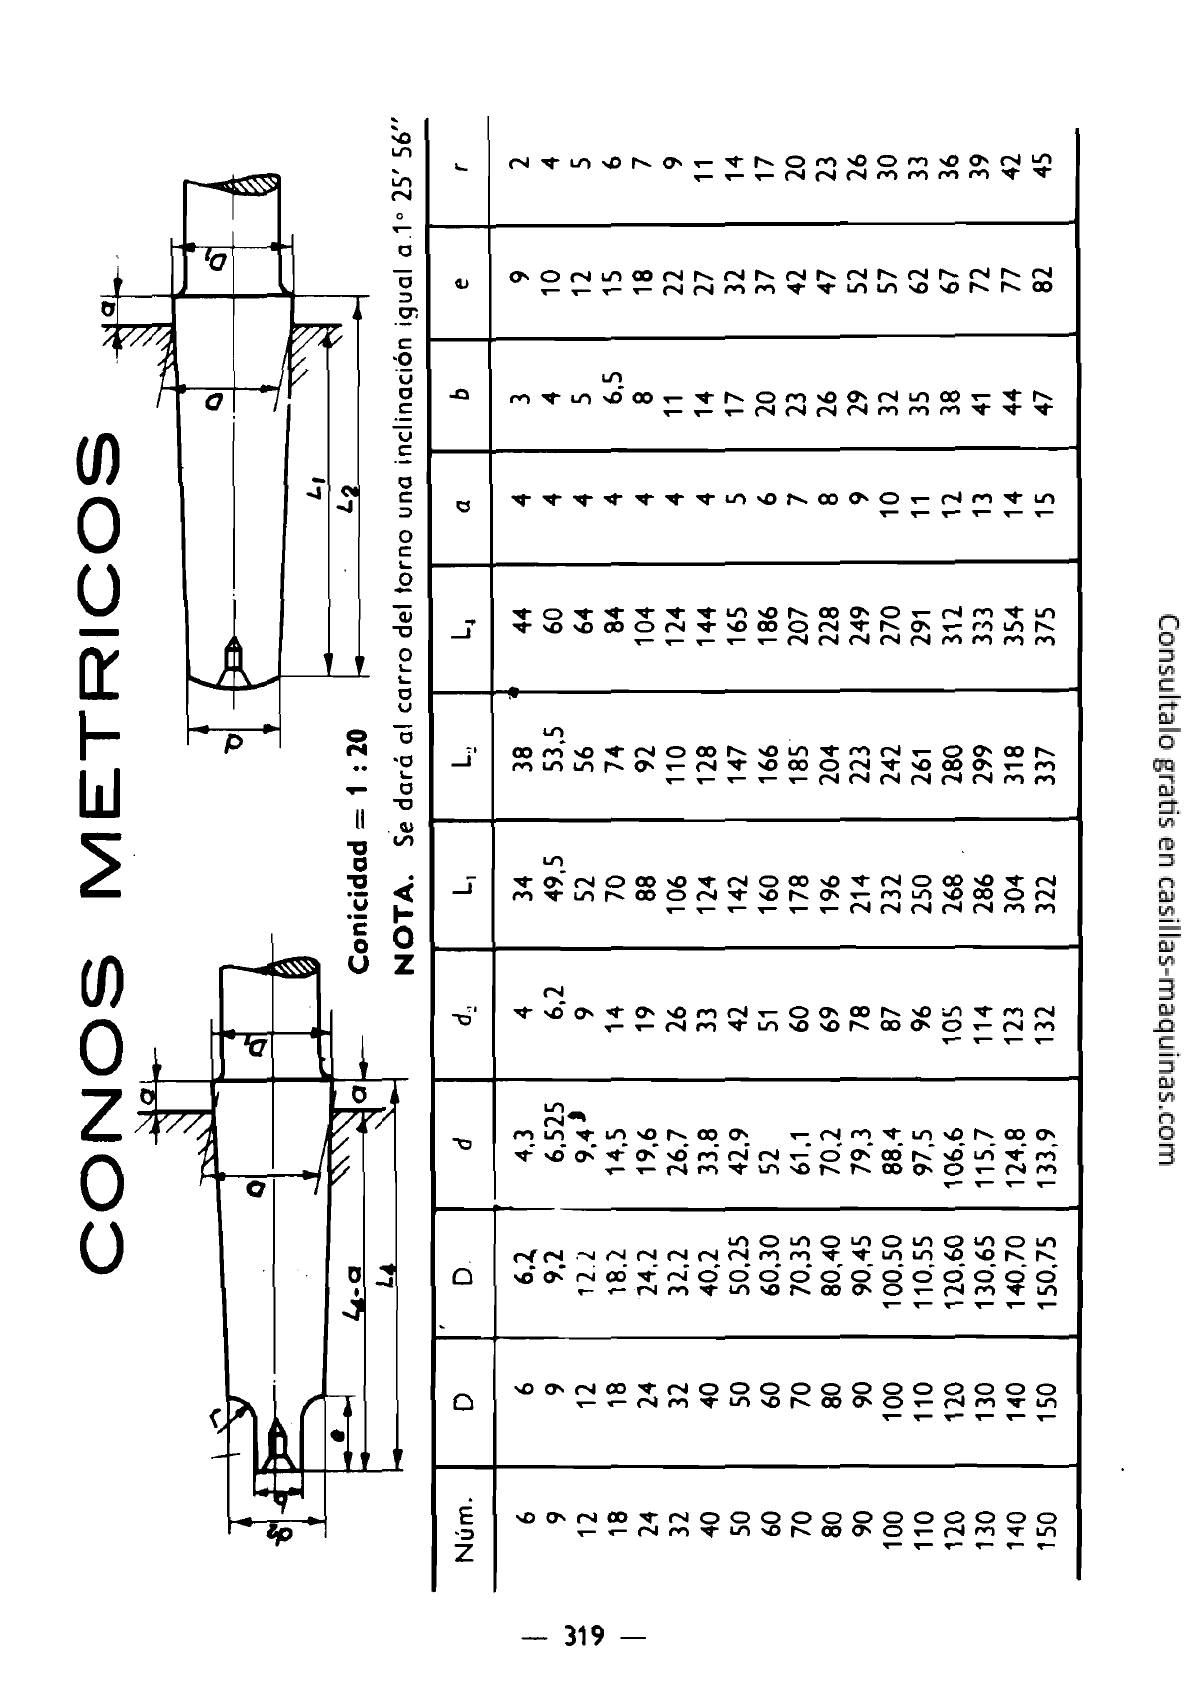 CONOS METRICOS
a
D₁
D
r
e
b
d₂
L₄-a
L₄
a
a
D₁
D
d
L₁
L₂
Conicidad = 1 : 20
NOTA. Se dará al carro del torno una inclinación igual a 1° 25′ 56″
Núm. D D. d d₂ L₁ L₂ L₄ a b e r
6 6 6,2 4,3 4 34 38 44 4 3 9 2
9 9 9,2 6,525 6,2 49,5 53,5 60 4 4 10 4
12 12 12.2 9,4 9 52 56 64 4 5 12 5
18 18 18.2 14,5 14 70 74 84 4 6,5 15 6
24 24 24,2 19,6 19 88 92 104 4 8 18 7
32 32 32,2 26,7 26 106 110 124 4 11 22 9
40 40 40,2 33,8 33 124 128 144 4 14 27 11
50 50 50,25 42,9 42 142 147 165 5 17 32 14
60 60 60,30 52 51 160 166 186 6 20 37 17
70 70 70,35 61,1 60 178 185 207 7 23 42 20
80 80 80,40 70,2 69 196 204 228 8 26 47 23
90 90 90,45 79,3 78 214 223 249 9 29 52 26
100 100 100,50 88,4 87 232 242 270 10 32 57 30
110 110 110,55 97,5 96 250 261 291 11 35 62 33
120 120 120,60 106,6 105 268 280 312 12 38 67 36
130 130 130,65 115,7 114 286 299 333 13 41 72 39
140 140 140,70 124,8 123 304 318 354 14 44 77 42
150 150 150,75 133,9 132 322 337 375 15 47 82 45
— 319 —
Consultalo gratis en casillas-maquinas.com